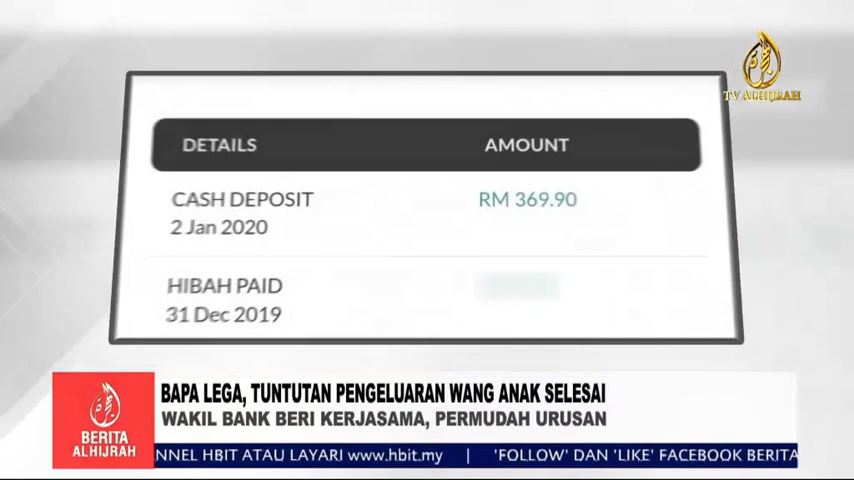 TV ALHIJRAH
DETAILS AMOUNT
CASH DEPOSIT RM 369.90
2 Jan 2020
HIBAH PAID
31 Dec 2019
BAPA LEGA, TUNTUTAN PENGELUARAN WANG ANAK SELESAI
WAKIL BANK BERI KERJASAMA, PERMUDAH URUSAN
BERITA
ALHIJRAH
NNEL HBIT ATAU LAYARI www.hbit.my | 'FOLLOW' DAN 'LIKE' FACEBOOK BERITA